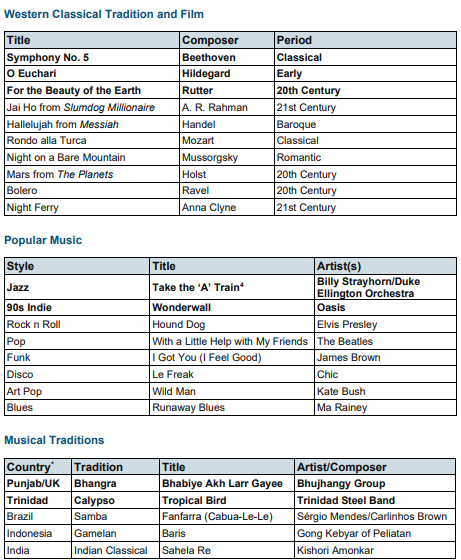 Western Classical Tradition and Film
Title Composer Period
Symphony No. 5 Beethoven Classical
O Euchari Hildegard Early
For the Beauty of the Earth Rutter 20th Century
Jai Ho from Slumdog Millionaire A. R. Rahman 21st Century
Hallelujah from Messiah Handel Baroque
Rondo alla Turca Mozart Classical
Night on a Bare Mountain Mussorgsky Romantic
Mars from The Planets Holst 20th Century
Bolero Ravel 20th Century
Night Ferry Anna Clyne 21st Century
Popular Music
Style Title Artist(s)
Jazz Take the ‘A’ Train⁴ Billy Strayhorn/Duke
Ellington Orchestra
90s Indie Wonderwall Oasis
Rock n Roll Hound Dog Elvis Presley
Pop With a Little Help with My Friends The Beatles
Funk I Got You (I Feel Good) James Brown
Disco Le Freak Chic
Art Pop Wild Man Kate Bush
Blues Runaway Blues Ma Rainey
Musical Traditions
Country* Tradition Title Artist/Composer
Punjab/UK Bhangra Bhabiye Akh Larr Gayee Bhujhangy Group
Trinidad Calypso Tropical Bird Trinidad Steel Band
Brazil Samba Fanfarra (Cabua-Le-Le) Sérgio Mendes/Carlinhos Brown
Indonesia Gamelan Baris Gong Kebyar of Peliatan
India Indian Classical Sahela Re Kishori Amonkar